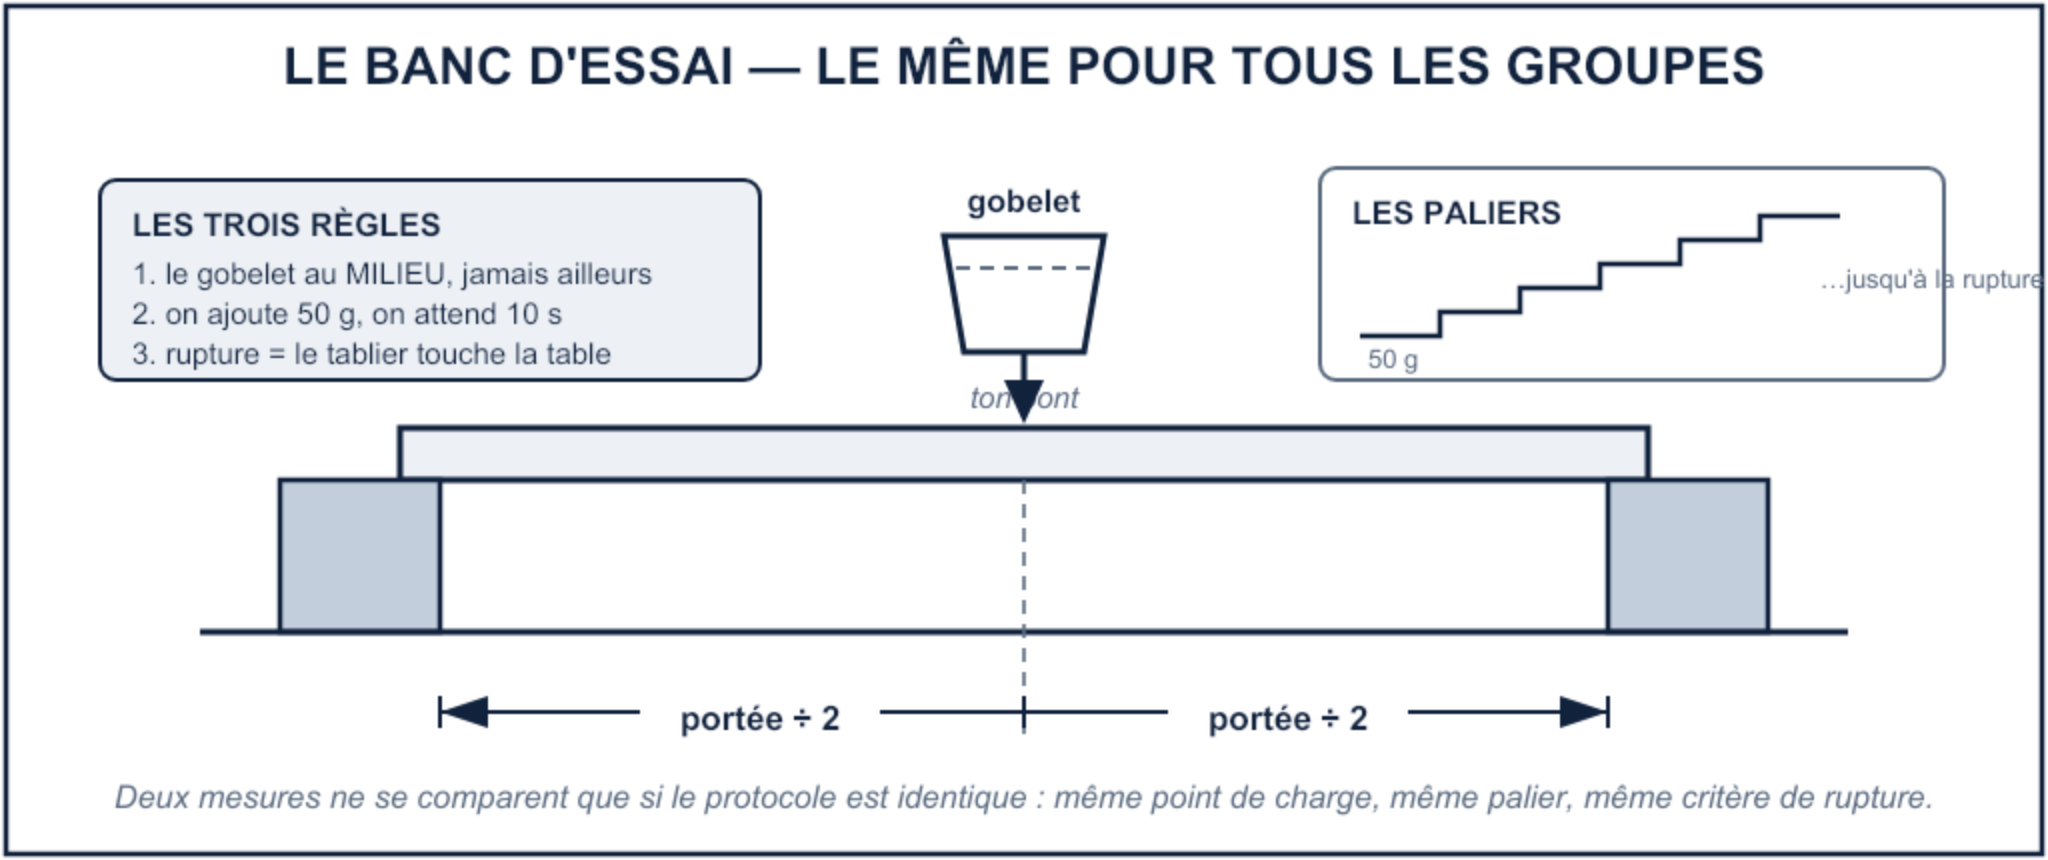 LE BANC D'ESSAI — LE MÊME POUR TOUS LES GROUPES
LES TROIS RÈGLES
1. le gobelet au MILIEU, jamais ailleurs
2. on ajoute 50 g, on attend 10 s
3. rupture = le tablier touche la table
gobelet
LES PALIERS
…jusqu'à la rupture
50 g
ton pont
portée ÷ 2
portée ÷ 2
Deux mesures ne se comparent que si le protocole est identique : même point de charge, même palier, même critère de rupture.